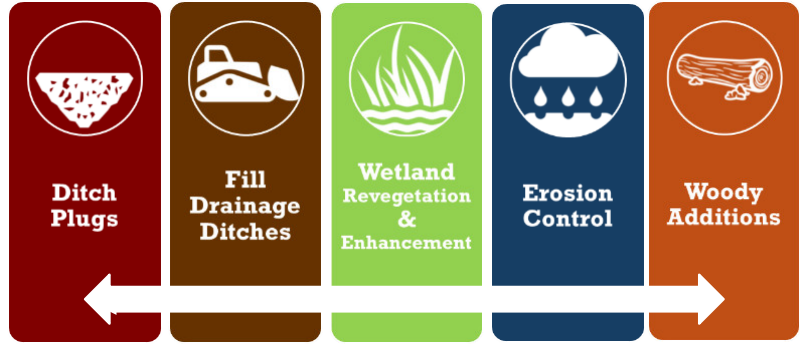 Ditch
Plugs
Fill
Drainage
Ditches
Wetland
Revegetation
&
Enhancement
Erosion
Control
Woody
Additions